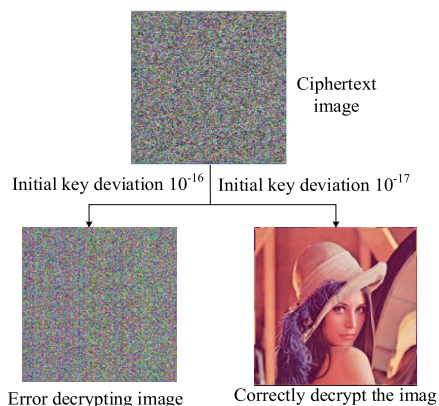 Ciphertext
image
Initial key deviation 10⁻¹⁶
Initial key deviation 10⁻¹⁷
Error decrypting image
Correctly decrypt the imag